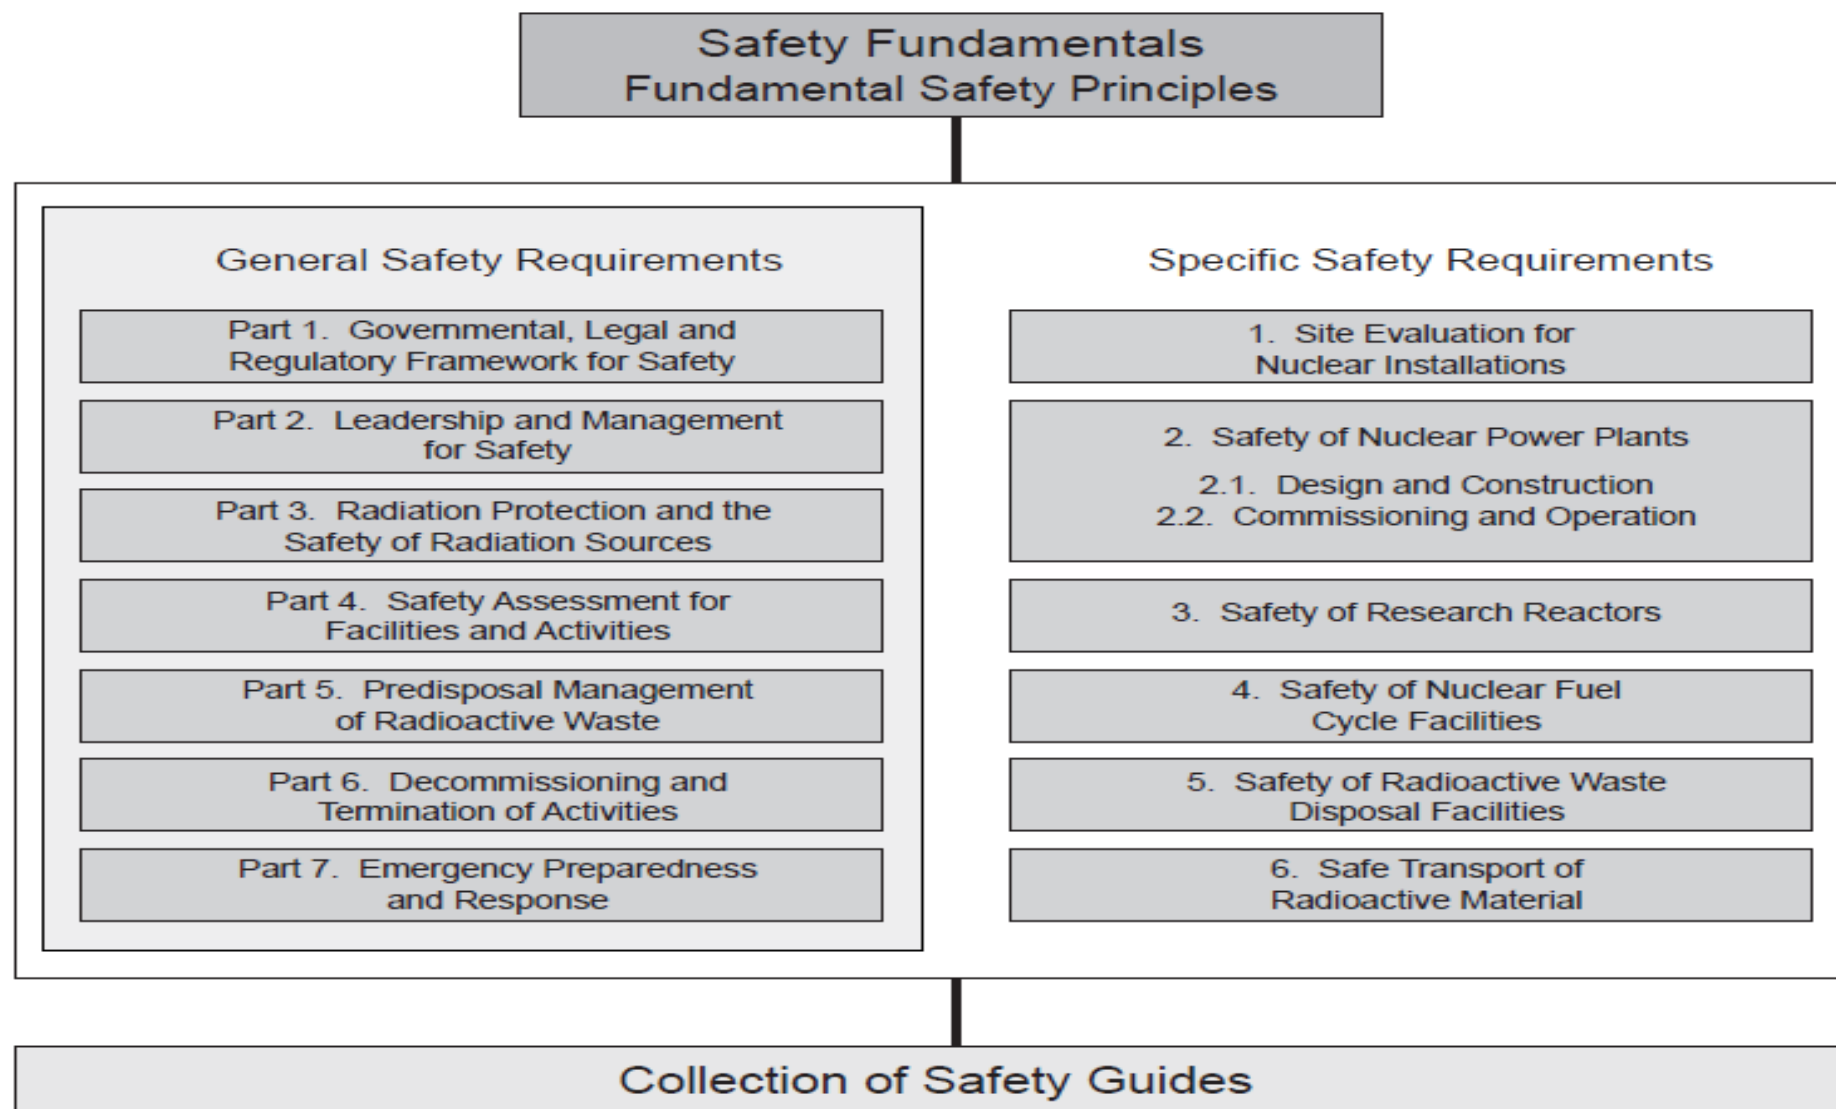 Safety Fundamentals
Fundamental Safety Principles
General Safety Requirements
Part 1. Governmental, Legal and
Regulatory Framework for Safety
Part 2. Leadership and Management
for Safety
Part 3. Radiation Protection and the
Safety of Radiation Sources
Part 4. Safety Assessment for
Facilities and Activities
Part 5. Predisposal Management
of Radioactive Waste
Part 6. Decommissioning and
Termination of Activities
Part 7. Emergency Preparedness
and Response
Specific Safety Requirements
1. Site Evaluation for
Nuclear Installations
2. Safety of Nuclear Power Plants
2.1. Design and Construction
2.2. Commissioning and Operation
3. Safety of Research Reactors
4. Safety of Nuclear Fuel
Cycle Facilities
5. Safety of Radioactive Waste
Disposal Facilities
6. Safe Transport of
Radioactive Material
Collection of Safety Guides